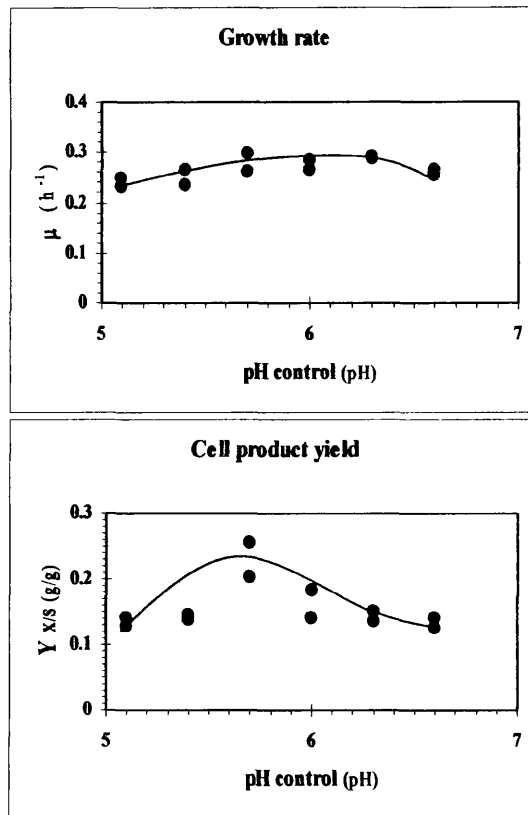 Growth rate
0.4
0.3
0.2
0.1
0
μ (h⁻¹)
5
6
7
pH control (pH)
Cell product yield
0.3
0.2
0.1
0
Y x/s (g/g)
5
6
7
pH control (pH)